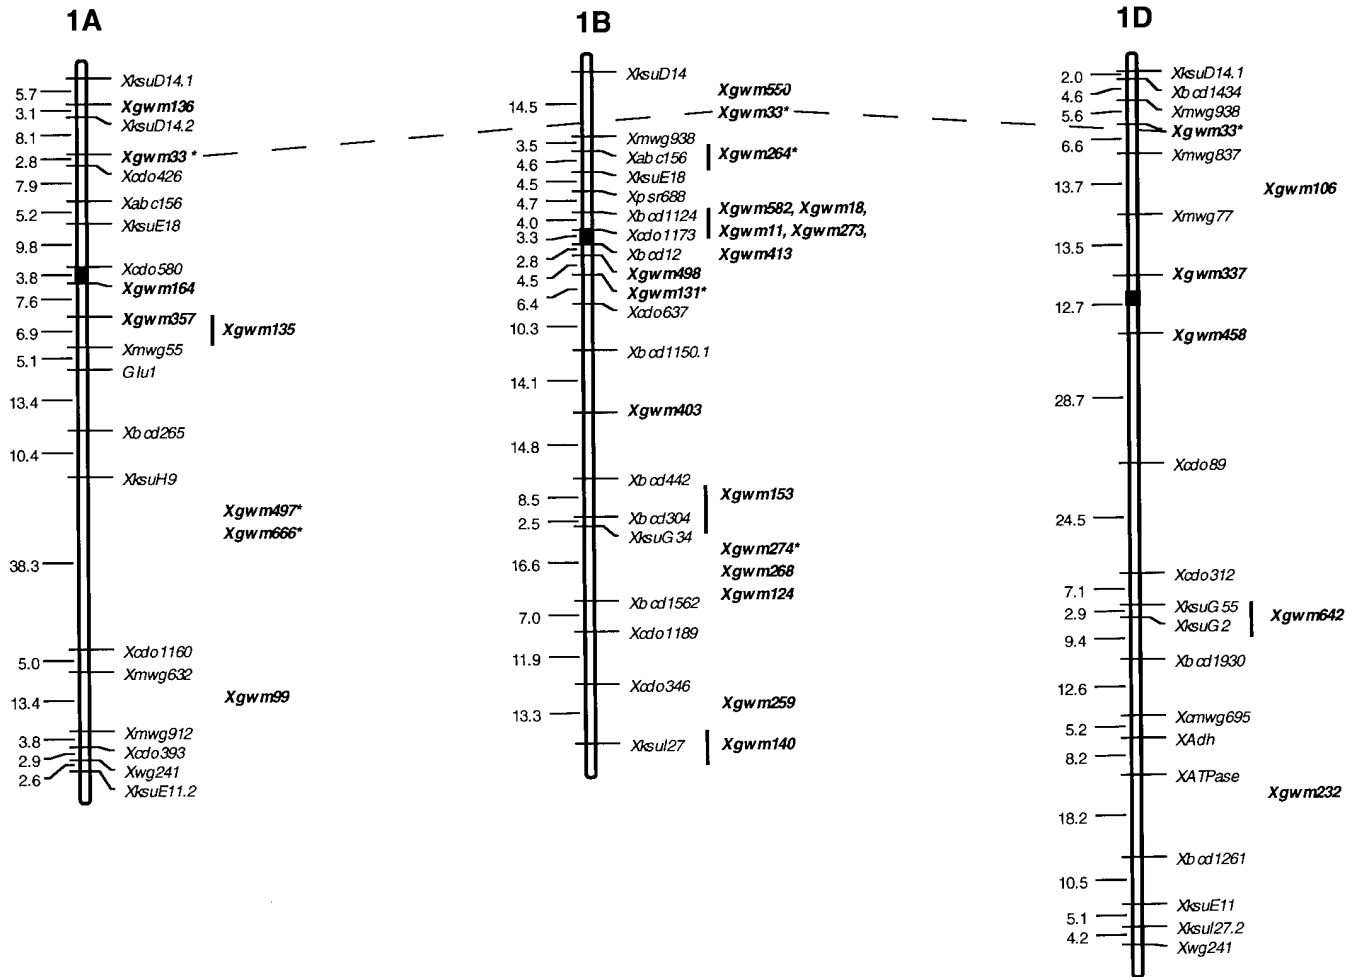 1A
5.7
3.1
8.1
2.8
7.9
5.2
9.8
3.8
7.6
6.9
5.1
13.4
10.4
38.3
5.0
13.4
3.8
2.9
2.6
XksuD14.1
Xgwm136
XksuD14.2
Xgwm33 *
Xcdo426
Xabc156
XksuE18
Xcdo580
Xgwm164
Xgwm357
Xmwg55
Glu1
Xbcd265
XksuH9
Xcdo1160
Xmwg632
Xmwg912
Xcdo393
Xwg241
XksuE11.2
Xgwm135
Xgwm497*
Xgwm666*
Xgwm99
1B
14.5
3.5
4.6
4.5
4.7
4.0
3.3
2.8
4.5
6.4
10.3
14.1
14.8
8.5
2.5
16.6
7.0
11.9
13.3
XksuD14
Xmwg938
Xabc156
XksuE18
Xpsr688
Xbcd1124
Xcdo1173
Xbcd12
Xgwm498
Xgwm131*
Xcdo637
Xbcd1150.1
Xgwm403
Xbcd442
Xbcd304
XksuG34
Xbcd1562
Xcdo1189
Xcdo346
XksuI27
Xgwm550
Xgwm33*
Xgwm264*
Xgwm582, Xgwm18,
Xgwm11, Xgwm273,
Xgwm413
Xgwm153
Xgwm274*
Xgwm268
Xgwm124
Xgwm259
Xgwm140
1D
2.0
4.6
5.6
6.6
13.7
13.5
12.7
28.7
24.5
7.1
2.9
9.4
12.6
5.2
8.2
18.2
10.5
5.1
4.2
XksuD14.1
Xbcd1434
Xmwg938
Xgwm33*
Xmwg837
Xmwg77
Xgwm337
Xgwm458
Xcdo89
Xcdo312
XksuG55
XksuG2
Xbcd1930
Xcmwg695
XAdh
XATPase
Xbcd1261
XksuE11
XksuI27.2
Xwg241
Xgwm106
Xgwm642
Xgwm232